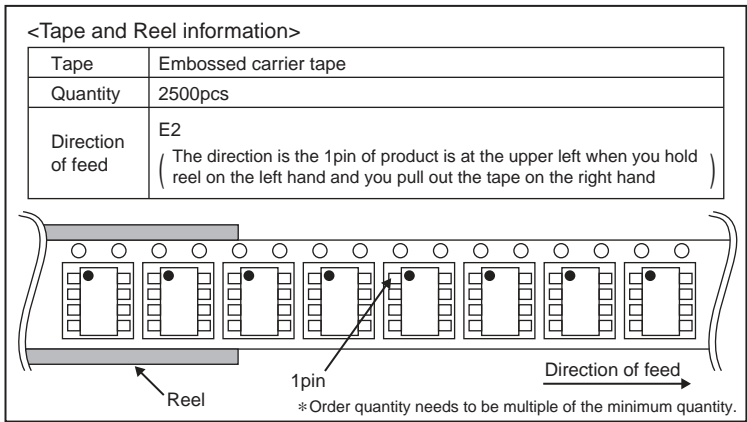 <Tape and Reel information>
Tape Embossed carrier tape
Quantity 2500pcs
Direction of feed E2
( The direction is the 1pin of product is at the upper left when you hold
reel on the left hand and you pull out the tape on the right hand )
Reel
1pin
Direction of feed
*Order quantity needs to be multiple of the minimum quantity.